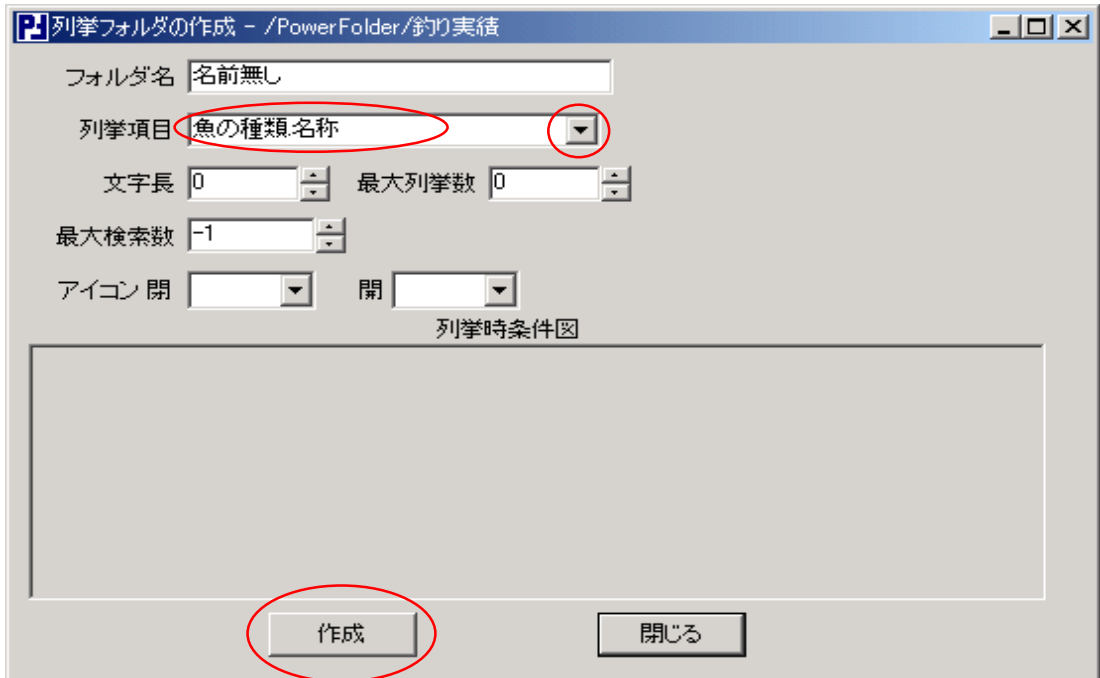 列挙フォルダの作成 - /PowerFolder/釣り実績
フォルダ名 名前無し
列挙項目 魚の種類.名称
文字長 0 最大列挙数 0
最大検索数 -1
アイコン 閉 開
列挙時条件図
作成 閉じる